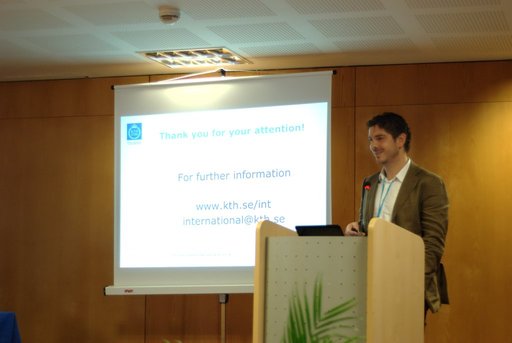 Thank you for your attention!
For further information
www.kth.se/int
international@kth.se